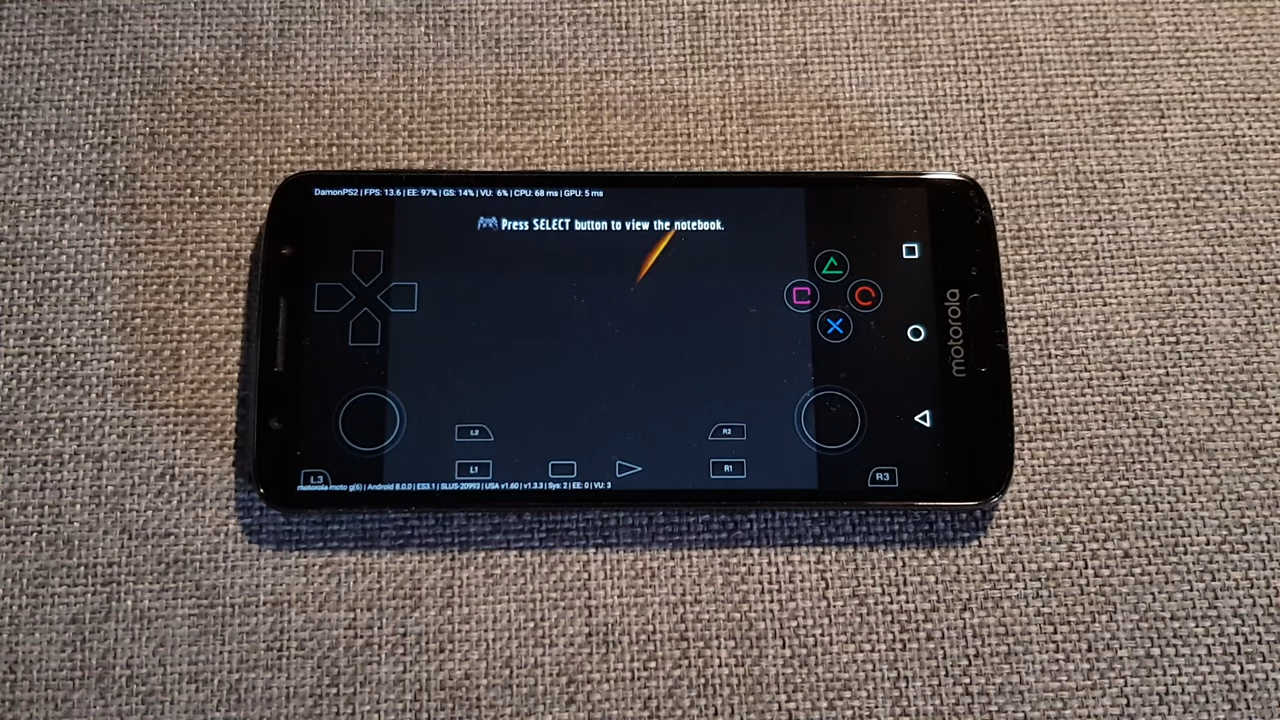 DamonPS2 | FPS: 13.6 | EE: 97% | GS: 14% | VU: 6% | CPU: 68 ms | GPU: 5 ms
Press SELECT button to view the notebook.
L2
R2
L1
R1
L3
R3
motorola moto g(6) | Android 8.0.0 | ES3.1 | SLUS-20993 | USA v1.60 | v1.3.3 | Sys: 2 | EE: 0 | VU: 3
motorola